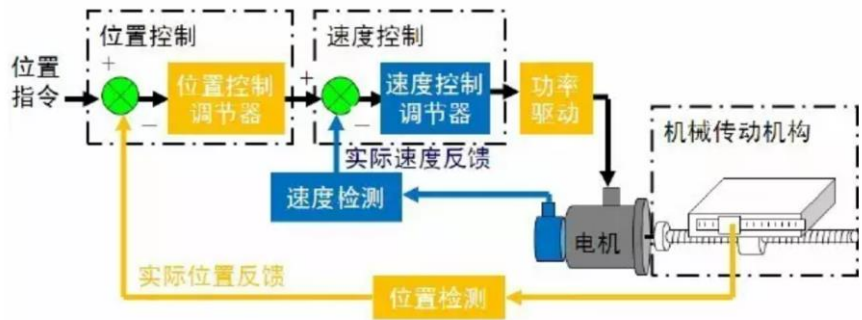 位置控制
速度控制
位置
指令
+
位置控制
调节器
−
+
速度控制
调节器
−
功率
驱动
机械传动机构
实际速度反馈
速度检测
电机
实际位置反馈
位置检测